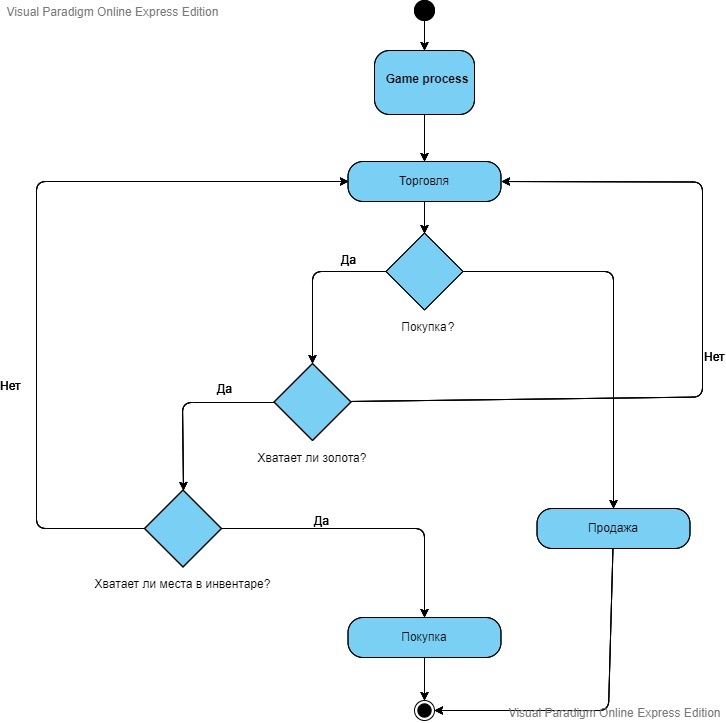 Visual Paradigm Online Express Edition
Game process
Торговля
Да
Покупка?
Нет
Нет
Да
Хватает ли золота?
Да
Продажа
Хватает ли места в инвентаре?
Покупка
Visual Paradigm Online Express Edition